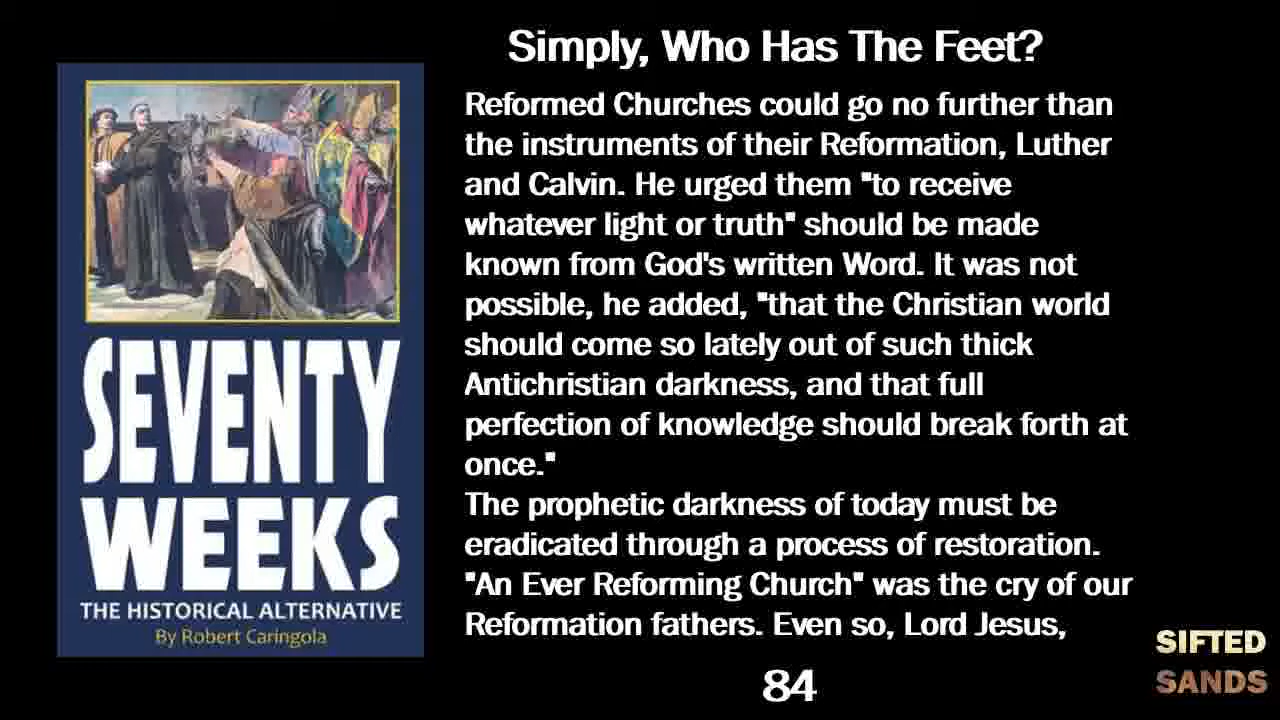 Simply, Who Has The Feet?
Reformed Churches could go no further than
the instruments of their Reformation, Luther
and Calvin. He urged them "to receive
whatever light or truth" should be made
known from God's written Word. It was not
possible, he added, "that the Christian world
should come so lately out of such thick
Antichristian darkness, and that full
perfection of knowledge should break forth at
once."
The prophetic darkness of today must be
eradicated through a process of restoration.
"An Ever Reforming Church" was the cry of our
Reformation fathers. Even so, Lord Jesus,
84
SEVENTY
WEEKS
THE HISTORICAL ALTERNATIVE
By Robert Caringola
SIFTED
SANDS